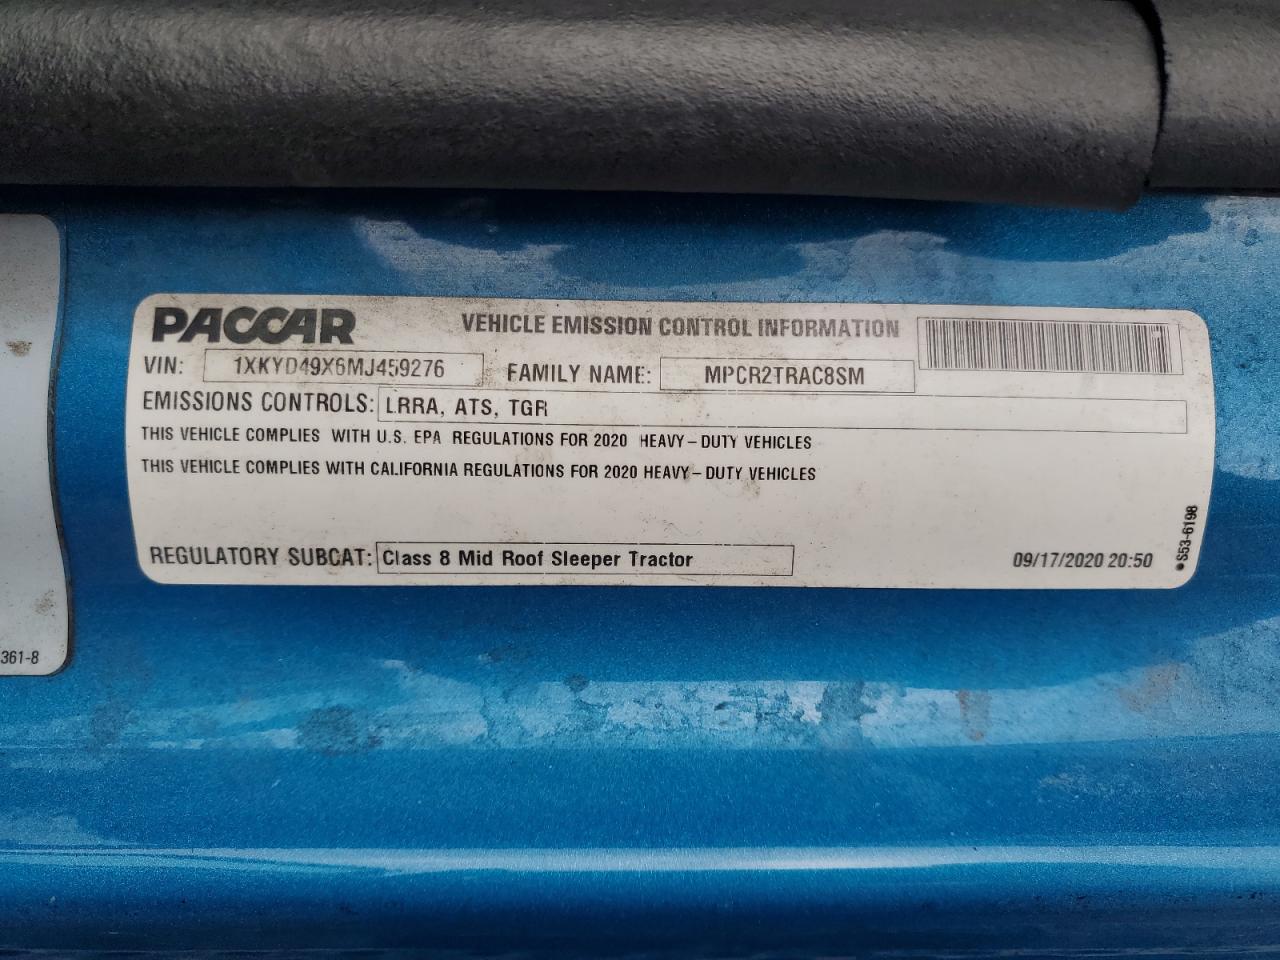 PACCAR VEHICLE EMISSION CONTROL INFORMATION
VIN: 1XKYD49X6MJ459276 FAMILY NAME: MPCR2TRAC8SM
EMISSIONS CONTROLS: LRRA, ATS, TGR
THIS VEHICLE COMPLIES WITH U.S. EPA REGULATIONS FOR 2020 HEAVY-DUTY VEHICLES
THIS VEHICLE COMPLIES WITH CALIFORNIA REGULATIONS FOR 2020 HEAVY-DUTY VEHICLES
REGULATORY SUBCAT: Class 8 Mid Roof Sleeper Tractor 09/17/2020 20:50
•S53-6198
361-8